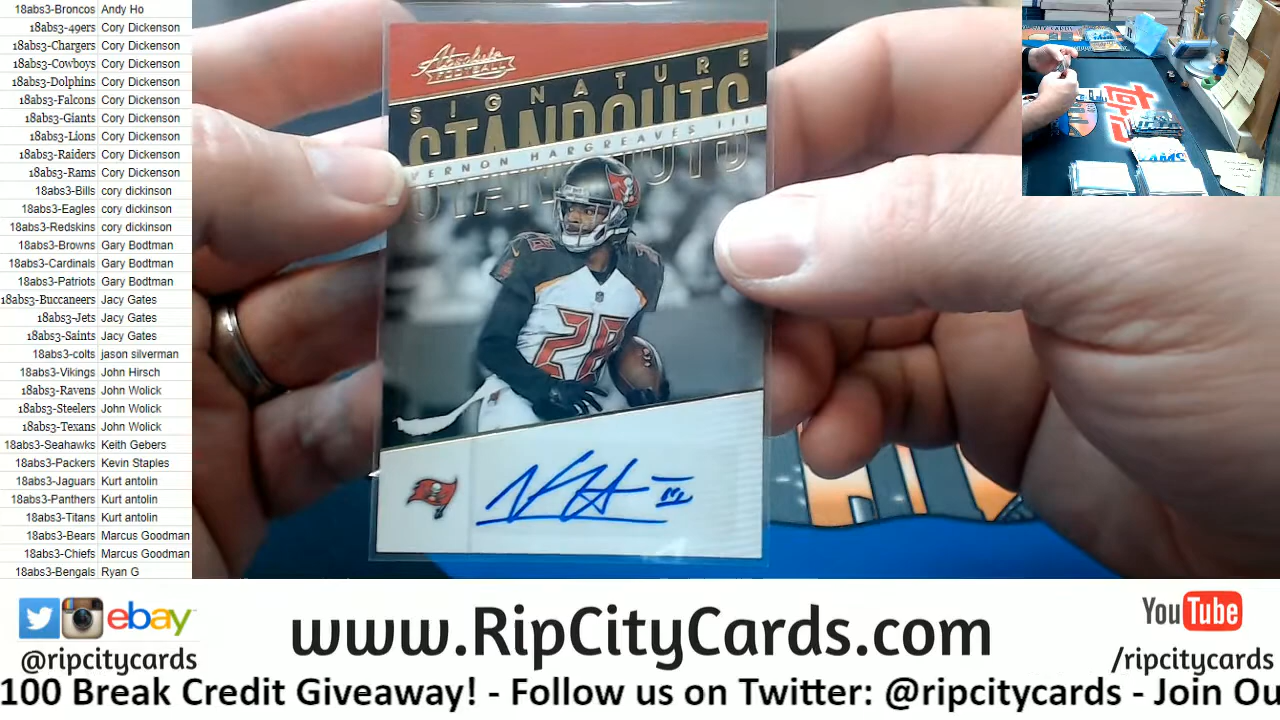 18abs3-Broncos Andy Ho
18abs3-49ers Cory Dickenson
18abs3-Chargers Cory Dickenson
18abs3-Cowboys Cory Dickenson
18abs3-Dolphins Cory Dickenson
18abs3-Falcons Cory Dickenson
18abs3-Giants Cory Dickenson
18abs3-Lions Cory Dickenson
18abs3-Raiders Cory Dickenson
18abs3-Rams Cory Dickenson
18abs3-Bills cory dickinson
18abs3-Eagles cory dickinson
18abs3-Redskins cory dickinson
18abs3-Browns Gary Bodtman
18abs3-Cardinals Gary Bodtman
18abs3-Patriots Gary Bodtman
18abs3-Buccaneers Jacy Gates
18abs3-Jets Jacy Gates
18abs3-Saints Jacy Gates
18abs3-colts jason silverman
18abs3-Vikings John Hirsch
18abs3-Ravens John Wolick
18abs3-Steelers John Wolick
18abs3-Texans John Wolick
18abs3-Seahawks Keith Gebers
18abs3-Packers Kevin Staples
18abs3-Jaguars Kurt antolin
18abs3-Panthers Kurt antolin
18abs3-Titans Kurt antolin
18abs3-Bears Marcus Goodman
18abs3-Chiefs Marcus Goodman
18abs3-Bengals Ryan G
Absolute
FOOTBALL
SIGNATURE
STANDOUTS
VERNON HARGREAVES III
STANDOUTS
28
ebay
@ripcitycards
www.RipCityCards.com
YouTube
/ripcitycards
100 Break Credit Giveaway! - Follow us on Twitter: @ripcitycards - Join Ou